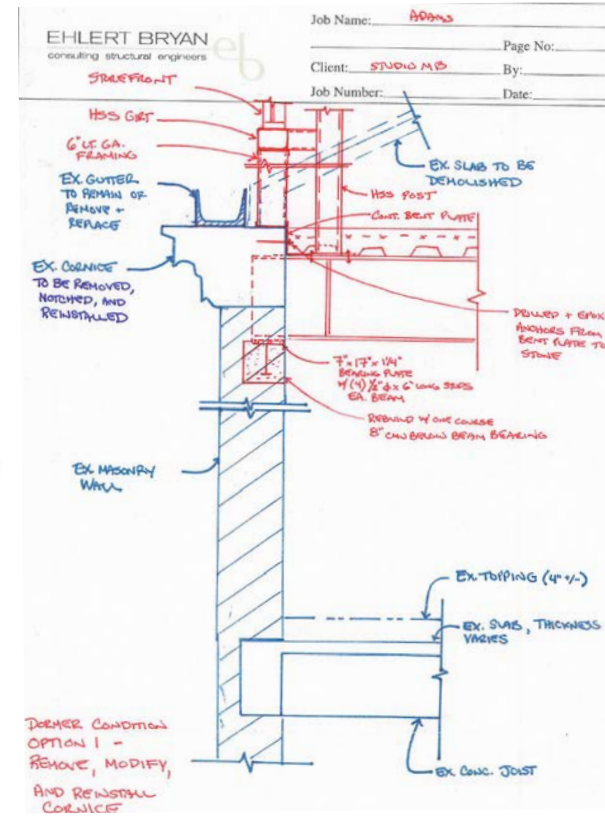 EHLERT BRYAN
consulting structural engineers
eb
Job Name: ADAMS
Page No:
Client: STUDIO MB By:
Job Number: Date:
STOREFRONT
HSS GIRT
6" LT. GA.
FRAMING
EX. GUTTER
TO REMAIN OR
REMOVE +
REPLACE
EX. CORNICE
TO BE REMOVED,
NOTCHED, AND
REINSTALLED
EX. SLAB TO BE
DEMOLISHED
HSS POST
CONT. BENT PLATE
DRILLED + EPOXY
ANCHORS FROM
BENT PLATE TO
STONE
7"x17"x1/4"
BEARING PLATE
W/(4) 1/2"φ x 6" LONG
EA. BEAM
REBUILD W/ ONE COURSE
8" CMU BELOW BEAM BEARING
EX. MASONRY
WALL
EX. TOPPING (4" +/-)
EX. SLAB, THICKNESS
VARIES
EX. CONC. JOIST
DORMER CONDITION
OPTION 1 -
REMOVE, MODIFY,
AND REINSTALL
CORNICE